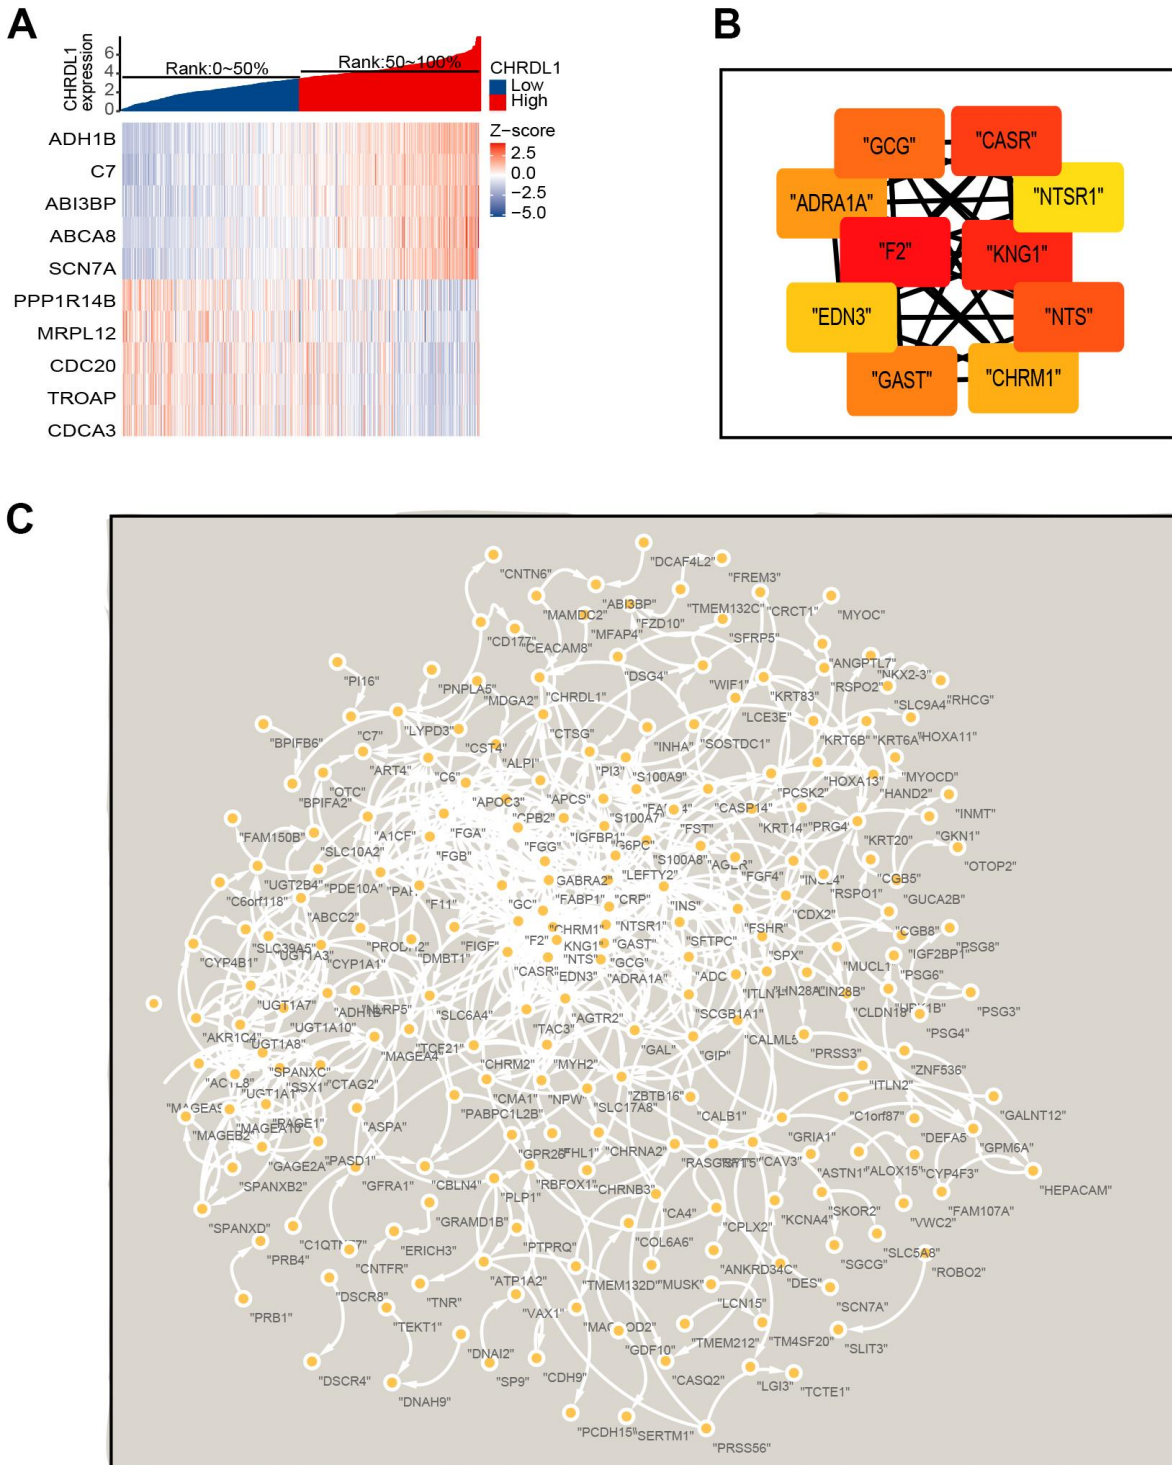 A
CHRDL1
expression
6
4
2
0
Rank:0~50%
Rank:50~100%
CHRDL1
Low
High
Z-score
2.5
0.0
−2.5
−5.0
ADH1B
C7
ABI3BP
ABCA8
SCN7A
PPP1R14B
MRPL12
CDC20
TROAP
CDCA3
B
"GCG"
"CASR"
"ADRA1A"
"NTSR1"
"F2"
"KNG1"
"EDN3"
"NTS"
"GAST"
"CHRM1"
C
"DCAF4L2"
"CNTN6"
"FREM3"
"ABI3BP"
"TMEM132C"
"CRCT1"
"MYOC"
"MAMDC2"
"FZD10"
"MFAP4"
"SFRP5"
"CD177"
"CEACAM8"
"ANGPTL7"
"DSG4"
"NKX2-3"
"PI16"
"WIF1"
"RSPO2"
"PNPLA5"
"CHRDL1"
"KRT83"
"RHCG"
"MDGA2"
"SLC9A4"
"LCE3E"
"C7"
"LYPD3"
"CTSG"
"HOXA11"
"BPIFB6"
"INHA"
"SOSTDC1"
"KRT6B"
"KRT6A"
"CST4"
"ALPI"
"ART4"
"C6"
"PI3"
"S100A9"
"HOXA13"
"MYOCD"
"OTC"
"PCSK2"
"HAND2"
"BPIFA2"
"APOC3"
"APCS"
"CASP14"
"INMT"
"CPB2"
"S100A7"
"FST"
"KRT14"
"PRG4"
"FAM150B"
"A1CF"
"FGA"
"IGFBP1"
"KRT20"
"GKN1"
"SLC10A2"
"FGB"
"FGG"
"G6PC"
"S100A8"
"OTOP2"
"UGT2B4"
"PDE10A"
"GABRA2"
"LEFTY2"
"FGF4"
"CGB5"
"C6orf118"
"F11"
"FABP1"
"CRP"
"RSPO1"
"GUCA2B"
"ABCC2"
"GC"
"INS"
"CDX2"
"SLC39A5"
"FIGF"
"CHRM1"
"NTSR1"
"FSHR"
"CGB8"
"F2"
"KNG1"
"GAST"
"SFTPC"
"PSG8"
"CYP4B1"
"UGT1A3"
"CYP1A1"
"DMBT1"
"NTS"
"GCG"
"SPX"
"MUCL1"
"IGF2BP1"
"CASR"
"EDN3"
"ADRA1A"
"PSG6"
"UGT1A7"
"ADH1B"
"NLRP5"
"ITLN1"
"LIN28A"
"LIN28B"
"CLDN18"
"PSG3"
"UGT1A10"
"SLC6A4"
"AGTR2"
"SCGB1A1"
"PSG4"
"AKR1C4"
"UGT1A8"
"TCF21"
"TAC3"
"GAL"
"GIP"
"CALML5"
"PRSS3"
"MAGEA4"
"CHRM2"
"MYH2"
"ZNF536"
"SPANXC"
"SSX1"
"CTAG2"
"UGT1A1"
"CMA1"
"NPW"
"ZBTB16"
"ITLN2"
"SLC17A8"
"PABPC1L2B"
"CALB1"
"C1orf87"
"GALNT12"
"MAGEB2"
"MAGEA10"
"PAGE1"
"ASPA"
"GRIA1"
"DEFA5"
"GPM6A"
"GAGE2A"
"PASD1"
"FHL1"
"CHRNA2"
"CAV3"
"ASTN1"
"ALOX15"
"CYP4F3"
"SPANXB2"
"GFRA1"
"CBLN4"
"RBFOX1"
"CHRNB3"
"HEPACAM"
"PLP1"
"CA4"
"KCNA4"
"SKOR2"
"FAM107A"
"SPANXD"
"GRAMD1B"
"CPLX2"
"VWC2"
"PRB4"
"ERICH3"
"PTPRQ"
"COL6A6"
"SGCG"
"SLC5A8"
"CNTFR"
"ANKRD34C"
"ROBO2"
"DSCR8"
"TNR"
"ATP1A2"
"TMEM132D"
"MUSK"
"DES"
"PRB1"
"TEKT1"
"VAX1"
"LCN15"
"SCN7A"
"TMEM212"
"TM4SF20"
"SLIT3"
"DNAI2"
"GDF10"
"DSCR4"
"SP9"
"CDH9"
"CASQ2"
"LGI3"
"TCTE1"
"DNAH9"
"PCDH15"
"SERTM1"
"PRSS56"